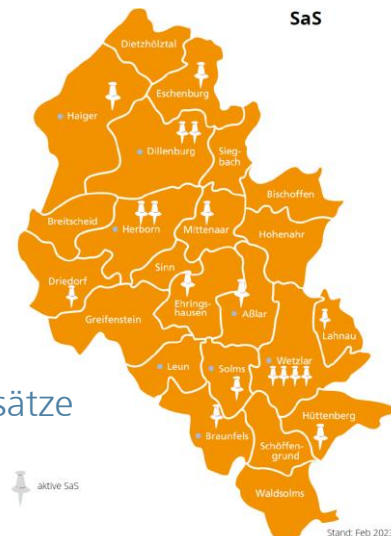 SaS
Dietzhölztal
Eschenburg
Haiger
Dillenburg
Sieg-
bach
Bischoffen
Breitscheid
Herborn
Mittenaar
Hohenahr
Sinn
Driedorf
Ehrings-
hausen
Aßlar
Greifenstein
Lahnau
Leun
Solms
Wetzlar
sätze
Hüttenberg
Braunfels
Schöffen-
grund
aktive SaS
Waldsolms
Stand: Feb 2023